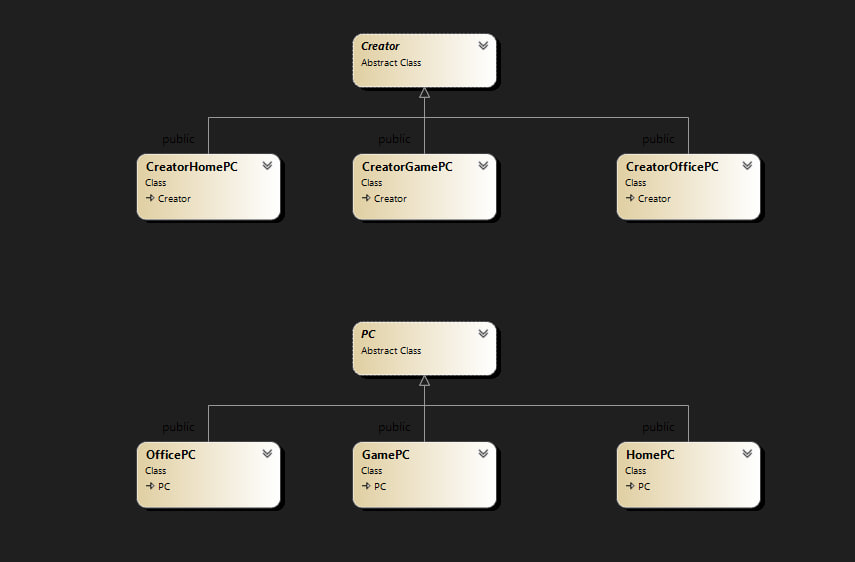 Creator
Abstract Class
public
public
public
CreatorHomePC
Class
Creator
CreatorGamePC
Class
Creator
CreatorOfficePC
Class
Creator
PC
Abstract Class
public
public
public
OfficePC
Class
PC
GamePC
Class
PC
HomePC
Class
PC